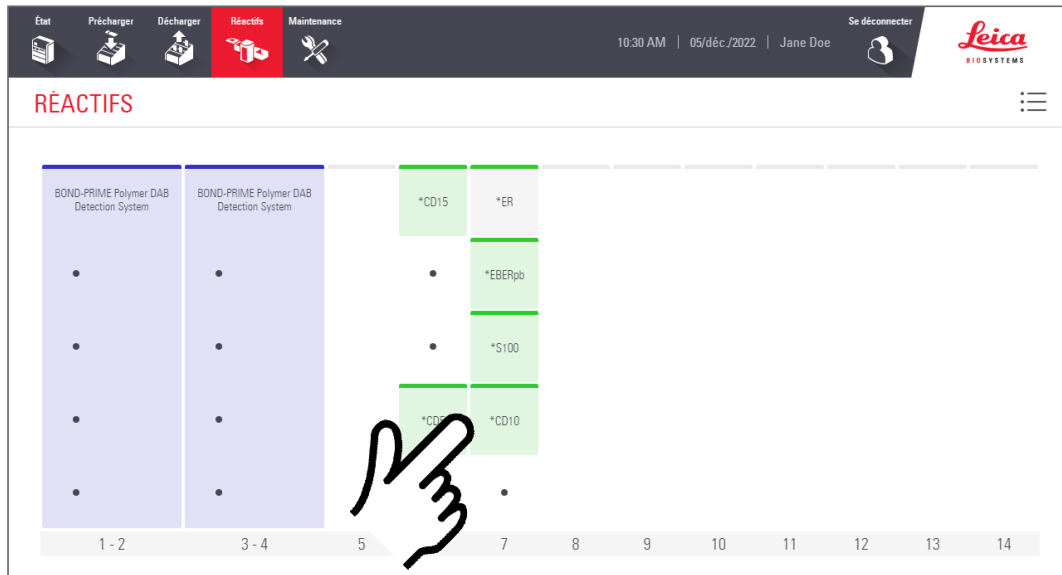 État Précharger Décharger Réactifs Maintenance Se déconnecter
10:30 AM | 05/déc./2022 | Jane Doe
Leica
BIOSYSTEMS
RÉACTIFS
BOND-PRIME Polymer DAB
Detection System
BOND-PRIME Polymer DAB
Detection System
*CD15 *ER
*EBERpb
*S100
*CD10
1 - 2 3 - 4 5 7 8 9 10 11 12 13 14